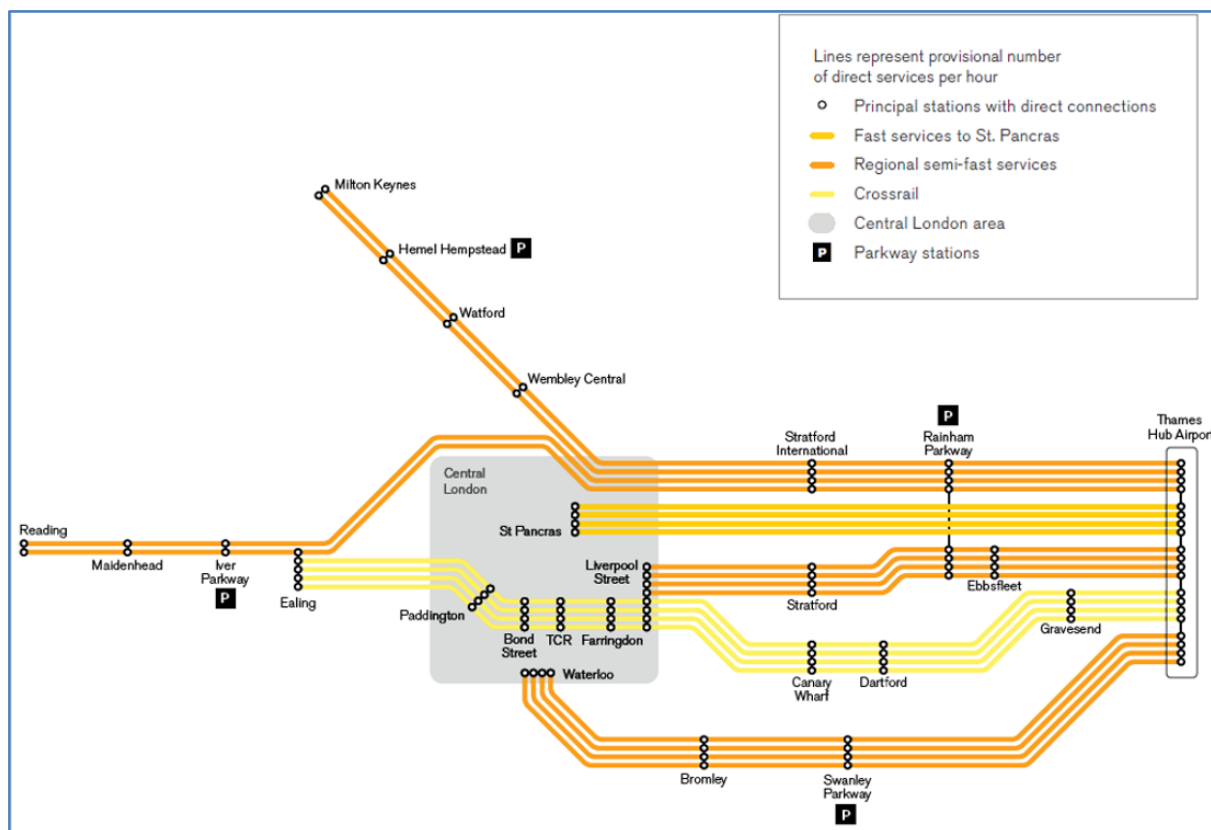 Lines represent provisional number
of direct services per hour
Principal stations with direct connections
Fast services to St. Pancras
Regional semi-fast services
Crossrail
Central London area
P
Parkway stations
Milton Keynes
Hemel Hempstead P
Watford
Wembley Central
P
Stratford
International
Rainham
Parkway
Thames
Hub Airport
Central
London
Reading
St Pancras
Maidenhead
Iver
Parkway
P
Liverpool
Street
Ealing
Stratford
Ebbsfleet
Paddington
Bond
Street
TCR
Farringdon
Gravesend
Waterloo
Canary
Wharf
Dartford
Bromley
Swanley
Parkway
P